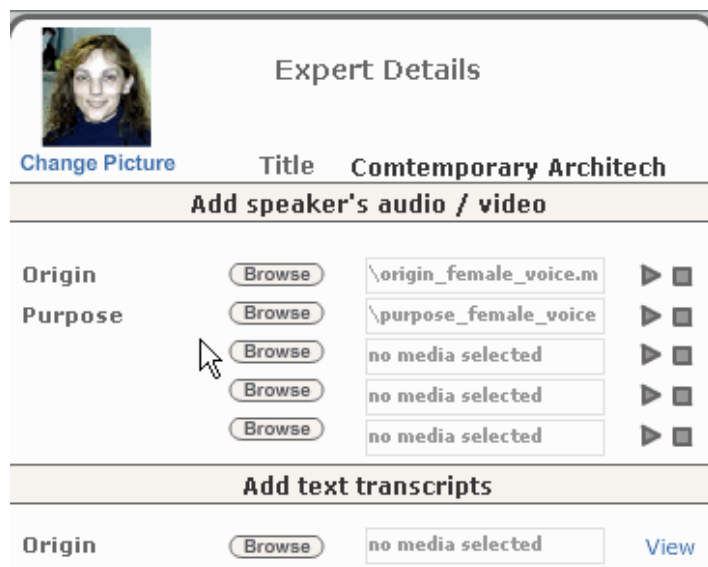 Expert Details
Change Picture
Title Comtemporary Architech
Add speaker's audio / video
Origin Browse \origin_female_voice.m
Purpose Browse \purpose_female_voice
Browse no media selected
Browse no media selected
Browse no media selected
Add text transcripts
Origin Browse no media selected View